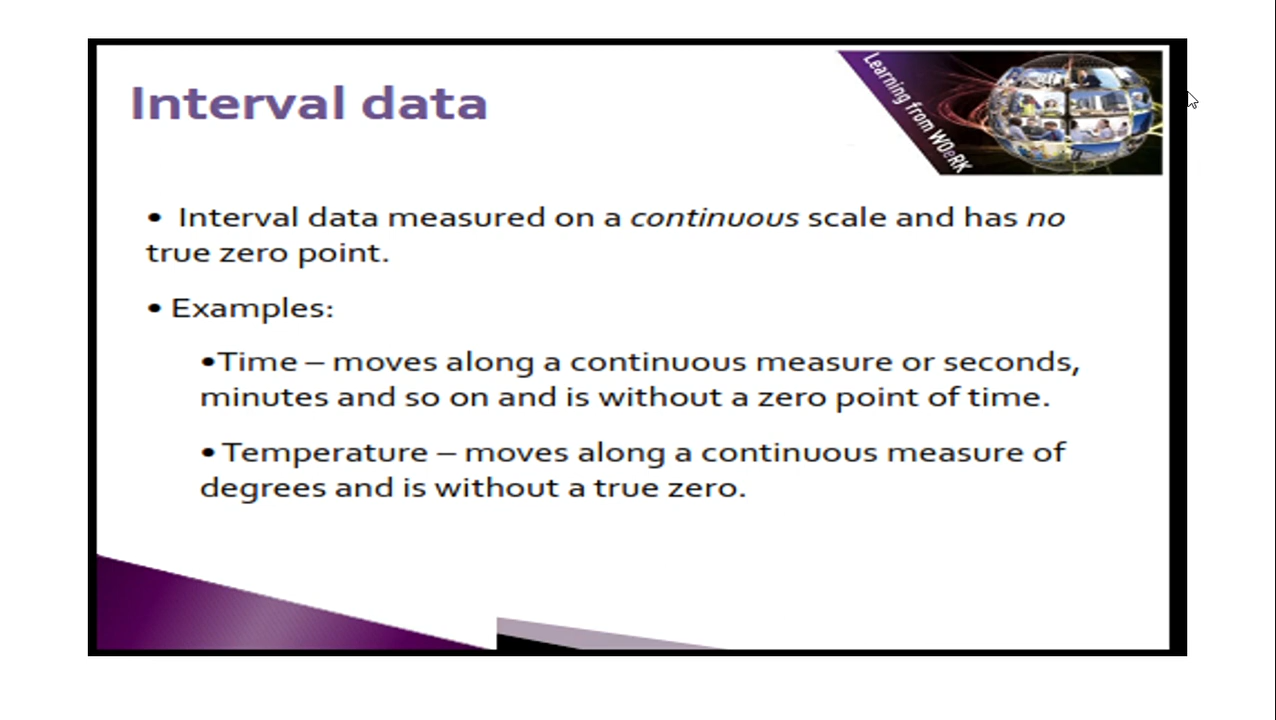 Interval data
Learning from WOeRK
• Interval data measured on a continuous scale and has no
true zero point.
• Examples:
•Time – moves along a continuous measure or seconds,
minutes and so on and is without a zero point of time.
• Temperature – moves along a continuous measure of
degrees and is without a true zero.